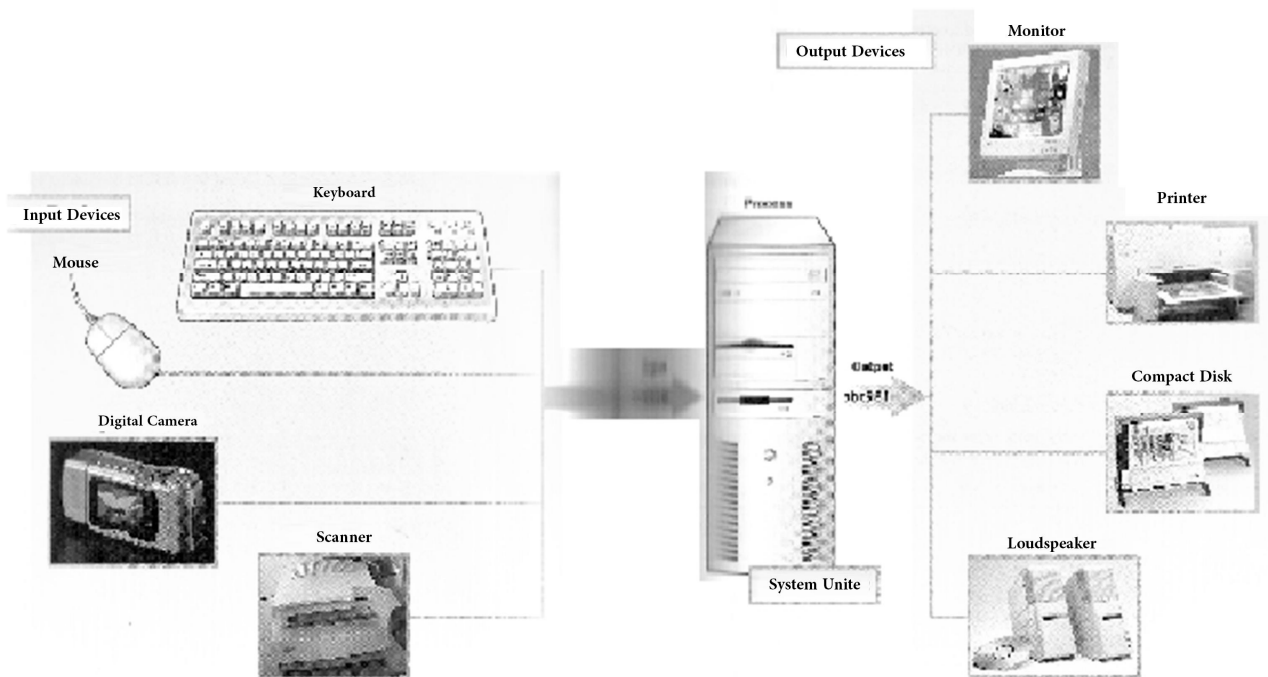 Output Devices
Monitor
Keyboard
Input Devices
Printer
Process
Mouse
Output
Compact Disk
Digital Camera
Scanner
Loudspeaker
System Unite